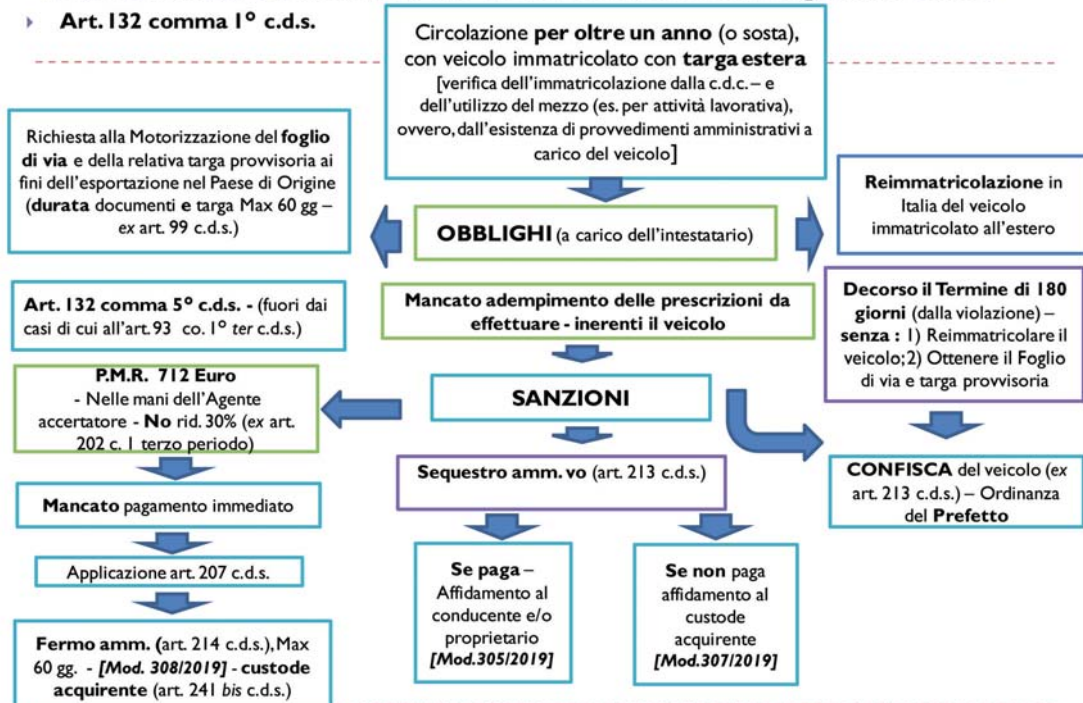 Art. 132 comma 1° c.d.s.
Circolazione per oltre un anno (o sosta),
con veicolo immatricolato con targa estera
[verifica dell'immatricolazione dalla c.d.c. – e
dell'utilizzo del mezzo (es. per attività lavorativa),
ovvero, dall'esistenza di provvedimenti amministrativi a
carico del veicolo]
Richiesta alla Motorizzazione del foglio
di via e della relativa targa provvisoria ai
fini dell'esportazione nel Paese di Origine
(durata documenti e targa Max 60 gg –
ex art. 99 c.d.s.)
OBBLIGHI (a carico dell'intestatario)
Reimmatricolazione in
Italia del veicolo
immatricolato all'estero
Art. 132 comma 5° c.d.s. - (fuori dai
casi di cui all'art. 93 co. 1° ter c.d.s.)
Mancato adempimento delle prescrizioni da
effettuare - inerenti il veicolo
Decorso il Termine di 180
giorni (dalla violazione) –
senza : 1) Reimmatricolare il
veicolo; 2) Ottenere il Foglio
di via e targa provvisoria
P.M.R. 712 Euro
- Nelle mani dell'Agente
accertatore - No rid. 30% (ex art.
202 c. 1 terzo periodo)
SANZIONI
Mancato pagamento immediato
Sequestro amm. vo (art. 213 c.d.s.)
CONFISCA del veicolo (ex
art. 213 c.d.s.) – Ordinanza
del Prefetto
Applicazione art. 207 c.d.s.
Se paga –
Affidamento al
conducente e/o
proprietario
[Mod.305/2019]
Se non paga
affidamento al
custode
acquirente
[Mod.307/2019]
Fermo amm. (art. 214 c.d.s.), Max
60 gg. - [Mod. 308/2019] - custode
acquirente (art. 241 bis c.d.s.)